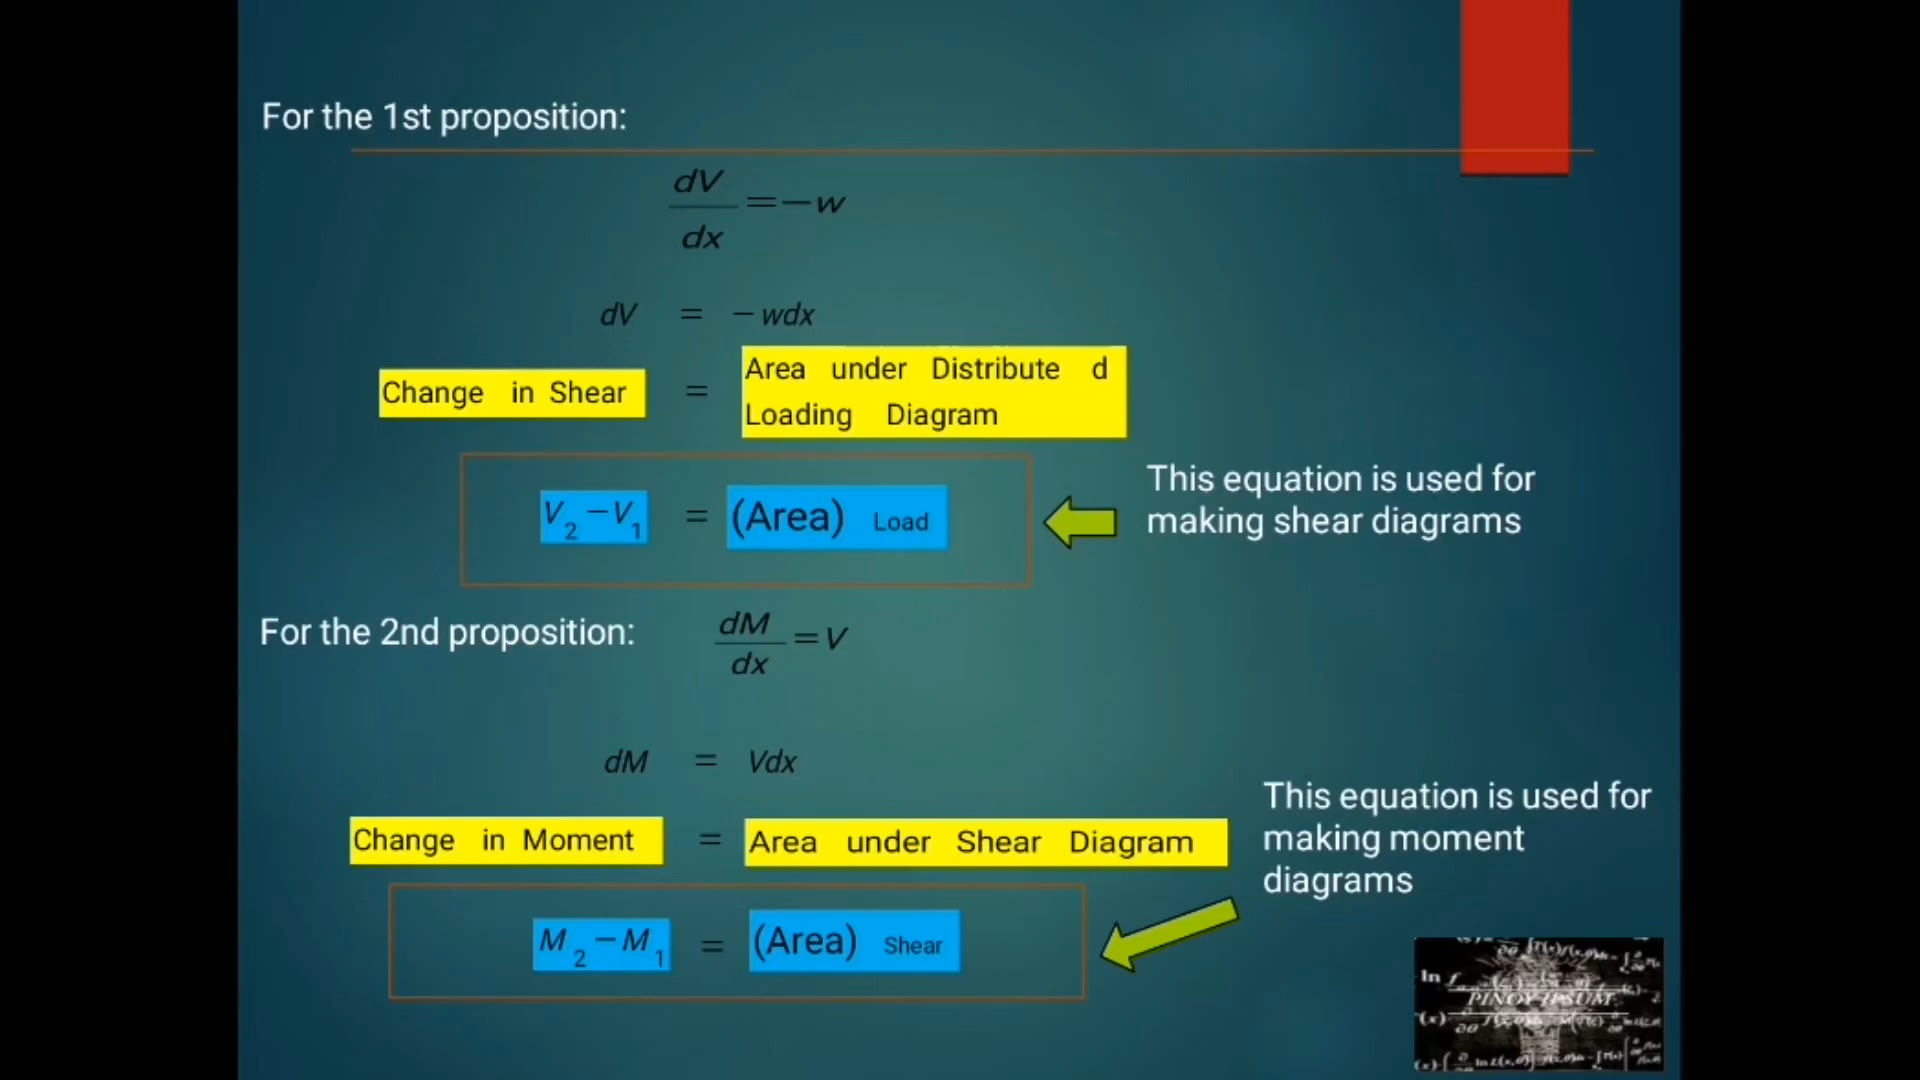 For the 1st proposition:
dV
dx
=−w
dV = −wdx
Change in Shear = Area under Distribute d
Loading Diagram
V2−V1 = (Area) Load
This equation is used for
making shear diagrams
For the 2nd proposition:
dM
dx
=V
dM = Vdx
Change in Moment = Area under Shear Diagram
M2−M1 = (Area) Shear
This equation is used for
making moment
diagrams
PINOY IPSUM